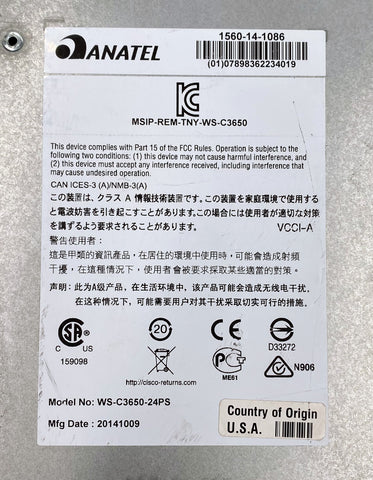 ANATEL
1560-14-1086
(01)07898362234019
MSIP-REM-TNY-WS-C3650
This device complies with Part 15 of the FCC Rules. Operation is subject to the
following two conditions: (1) this device may not cause harmful interference, and
(2) this device must accept any interference received, including interference that
may cause undesired operation.
CAN ICES-3 (A)/NMB-3(A)
この装置は、クラス A 情報技術装置です。この装置を家庭環境で使用する
と電波妨害を引き起こすことがあります。この場合には使用者が適切な対策
を講ずるよう要求されることがあります。 VCCI-A
警告使用者:
這是甲類的資訊產品，在居住的環境中使用時，可能會造成射頻
干擾，在這種情況下，使用者會被要求採取某些適當的對策。
声明: 此为A级产品，在生活环境中，该产品可能会造成无线电干扰。
在这种情况下，可能需要用户对其干扰采取切实可行的措施。
C US
159098
20
D33272
http://cisco-returns.com
ME61
N906
Model No: WS-C3650-24PS
Mfg Date : 20141009
Country of Origin
U.S.A.